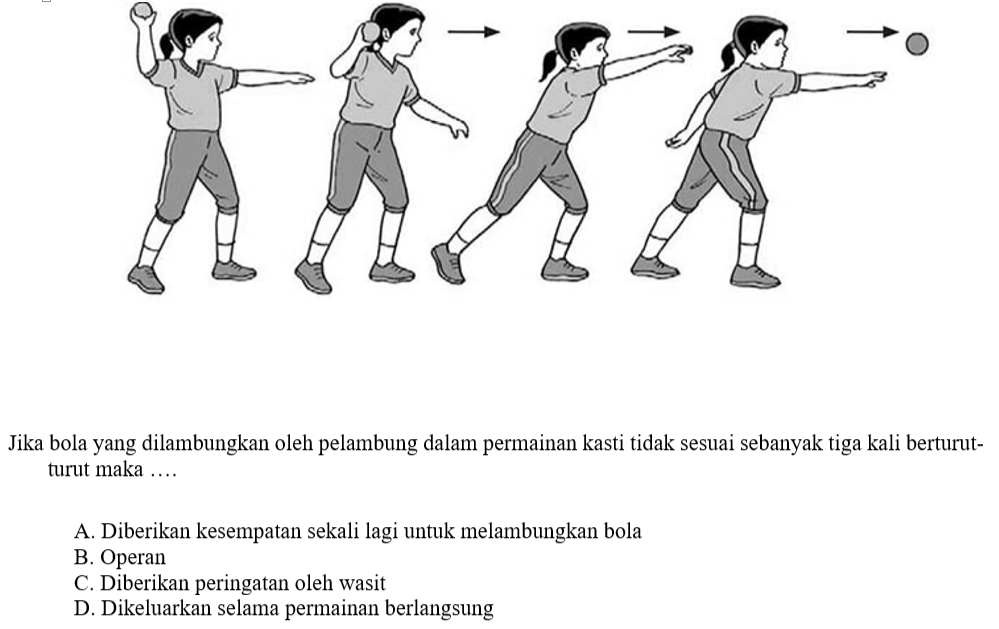 Jika bola yang dilambungkan oleh pelambung dalam permainan kasti tidak sesuai sebanyak tiga kali berturut-
turut maka ....
A. Diberikan kesempatan sekali lagi untuk melambungkan bola
B. Operan
C. Diberikan peringatan oleh wasit
D. Dikeluarkan selama permainan berlangsung